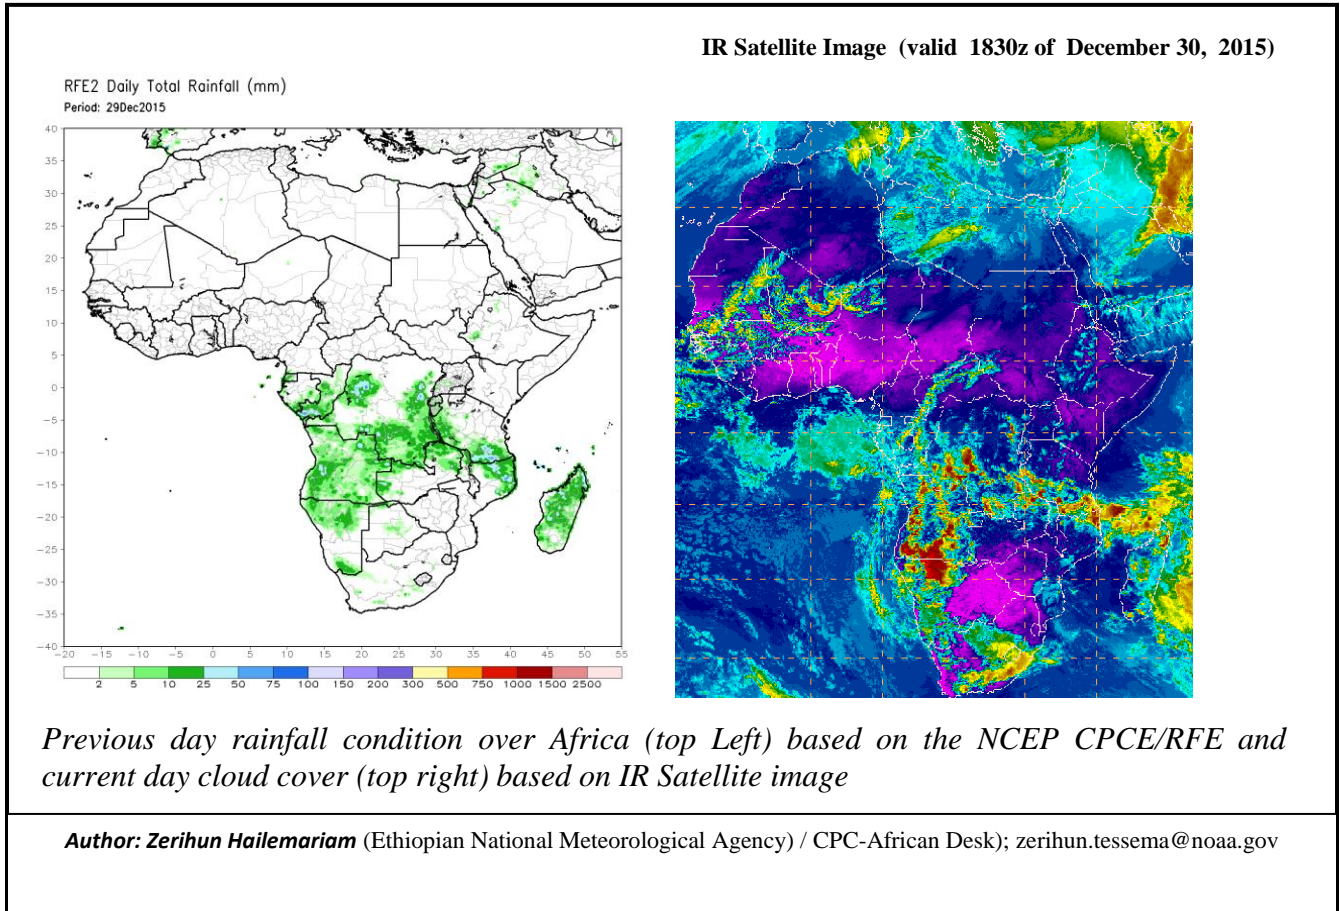 IR Satellite Image (valid 1830z of December 30, 2015)
RFE2 Daily Total Rainfall (mm)
Period: 29Dec2015
40
35
30
25
20
15
10
5
0
-5
-10
-15
-20
-25
-30
-35
-40
-20 -15 -10 -5 0 5 10 15 20 25 30 35 40 45 50 55
2 5 10 25 50 75 100 150 200 300 500 750 1000 1500 2500
Previous day rainfall condition over Africa (top Left) based on the NCEP CPCE/RFE and
current day cloud cover (top right) based on IR Satellite image
Author: Zerihun Hailemariam (Ethiopian National Meteorological Agency) / CPC-African Desk); zerihun.tessema@noaa.gov